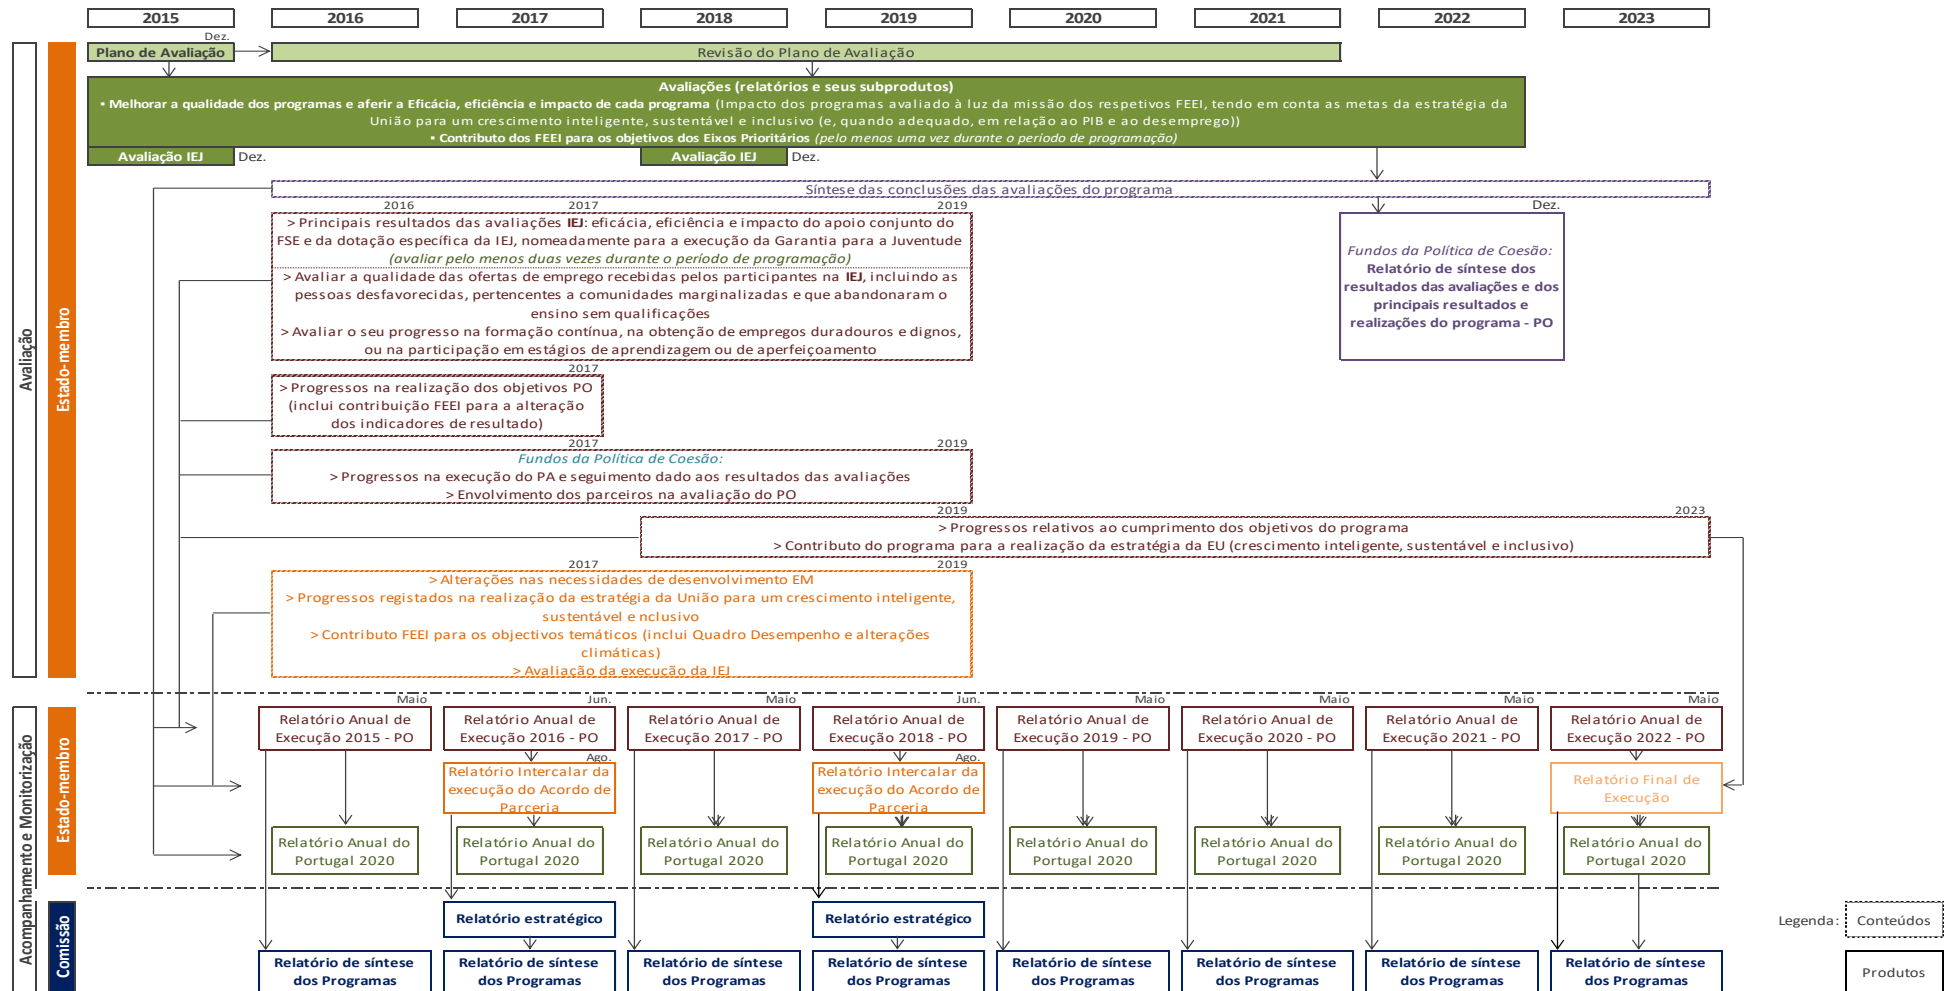 2015
2016
2017
2018
2019
2020
2021
2022
2023
Avaliação
Estado-membro
Dez.
Plano de Avaliação
Revisão do Plano de Avaliação
Avaliações (relatórios e seus subprodutos)
• Melhorar a qualidade dos programas e aferir a Eficácia, eficiência e impacto de cada programa (Impacto dos programas avaliado à luz da missão dos respetivos FEEI, tendo em conta as metas da estratégia da
União para um crescimento inteligente, sustentável e inclusivo (e, quando adequado, em relação ao PIB e ao desemprego))
• Contributo dos FEEI para os objetivos dos Eixos Prioritários (pelo menos uma vez durante o período de programação)
Avaliação IEJ
Dez.
Avaliação IEJ
Dez.
Síntese das conclusões das avaliações do programa
2016
2017
2019
> Principais resultados das avaliações IEJ: eficácia, eficiência e impacto do apoio conjunto do
FSE e da dotação específica da IEJ, nomeadamente para a execução da Garantia para a Juventude
(avaliar pelo menos duas vezes durante o período de programação)
> Avaliar a qualidade das ofertas de emprego recebidas pelos participantes na IEJ, incluindo as
pessoas desfavorecidas, pertencentes a comunidades marginalizadas e que abandonaram o
ensino sem qualificações
> Avaliar o seu progresso na formação contínua, na obtenção de empregos duradouros e dignos,
ou na participação em estágios de aprendizagem ou de aperfeiçoamento
Dez.
Fundos da Política de Coesão:
Relatório de síntese dos
resultados das avaliações e dos
principais resultados e
realizações do programa - PO
2017
> Progressos na realização dos objetivos PO
(inclui contribuição FEEI para a alteração
dos indicadores de resultado)
2017
2019
Fundos da Política de Coesão:
> Progressos na execução do PA e seguimento dado aos resultados das avaliações
> Envolvimento dos parceiros na avaliação do PO
2019
2023
> Progressos relativos ao cumprimento dos objetivos do programa
> Contributo do programa para a realização da estratégia da EU (crescimento inteligente, sustentável e inclusivo)
2017
2019
> Alterações nas necessidades de desenvolvimento EM
> Progressos registados na realização da estratégia da União para um crescimento inteligente,
sustentável e nclusivo
> Contributo FEEI para os objectivos temáticos (inclui Quadro Desempenho e alterações
climáticas)
> Avaliação da execução da IEJ
Acompanhamento e Monitorização
Estado-membro
Maio
Jun.
Maio
Jun.
Maio
Maio
Maio
Maio
Relatório Anual de
Execução 2015 - PO
Relatório Anual de
Execução 2016 - PO
Relatório Anual de
Execução 2017 - PO
Relatório Anual de
Execução 2018 - PO
Relatório Anual de
Execução 2019 - PO
Relatório Anual de
Execução 2020 - PO
Relatório Anual de
Execução 2021 - PO
Relatório Anual de
Execução 2022 - PO
Ago.
Relatório Intercalar da
execução do Acordo de
Parceria
Ago.
Relatório Intercalar da
execução do Acordo de
Parceria
Relatório Final de
Execução
Relatório Anual do
Portugal 2020
Relatório Anual do
Portugal 2020
Relatório Anual do
Portugal 2020
Relatório Anual do
Portugal 2020
Relatório Anual do
Portugal 2020
Relatório Anual do
Portugal 2020
Relatório Anual do
Portugal 2020
Relatório Anual do
Portugal 2020
Comissão
Relatório estratégico
Relatório estratégico
Relatório de síntese
dos Programas
Relatório de síntese
dos Programas
Relatório de síntese
dos Programas
Relatório de síntese
dos Programas
Relatório de síntese
dos Programas
Relatório de síntese
dos Programas
Relatório de síntese
dos Programas
Relatório de síntese
dos Programas
Legenda:
Conteúdos
Produtos